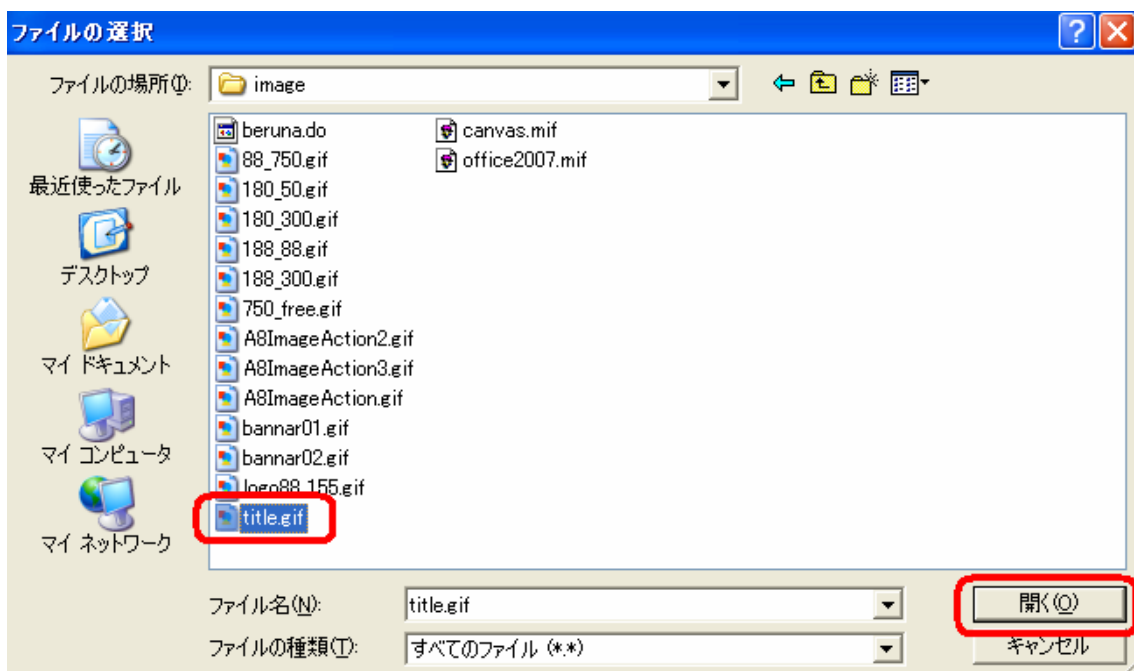 ファイルの選択
ファイルの場所(I):
image
最近使ったファイル
デスクトップ
マイ ドキュメント
マイ コンピュータ
マイ ネットワーク
beruna.do
88_750.gif
180_50.gif
180_300.gif
188_88.gif
188_300.gif
750_free.gif
A8ImageAction2.gif
A8ImageAction3.gif
A8ImageAction.gif
bannar01.gif
bannar02.gif
logo88_155.gif
title.gif
canvas.mif
office2007.mif
ファイル名(N):
title.gif
開く(O)
ファイルの種類(T):
すべてのファイル (*.*)
キャンセル